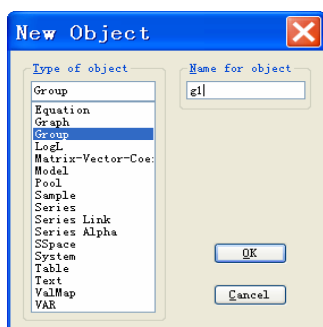 New Object
Type of object
Name for object
Group
g1
Equation
Graph
Group
LogL
Matrix-Vector-Coe
Model
Pool
Sample
Series
Series Link
Series Alpha
SSpace
System
Table
Text
ValMap
VAR
OK
Cancel